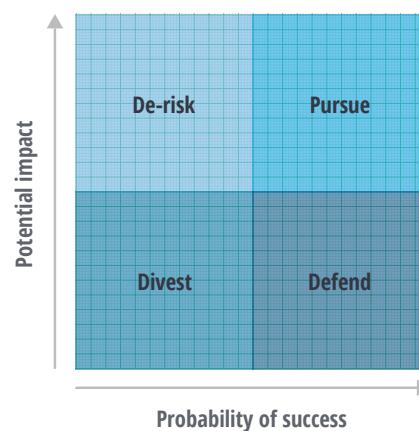 De-risk
Pursue
Potential impact
Divest
Defend
Probability of success